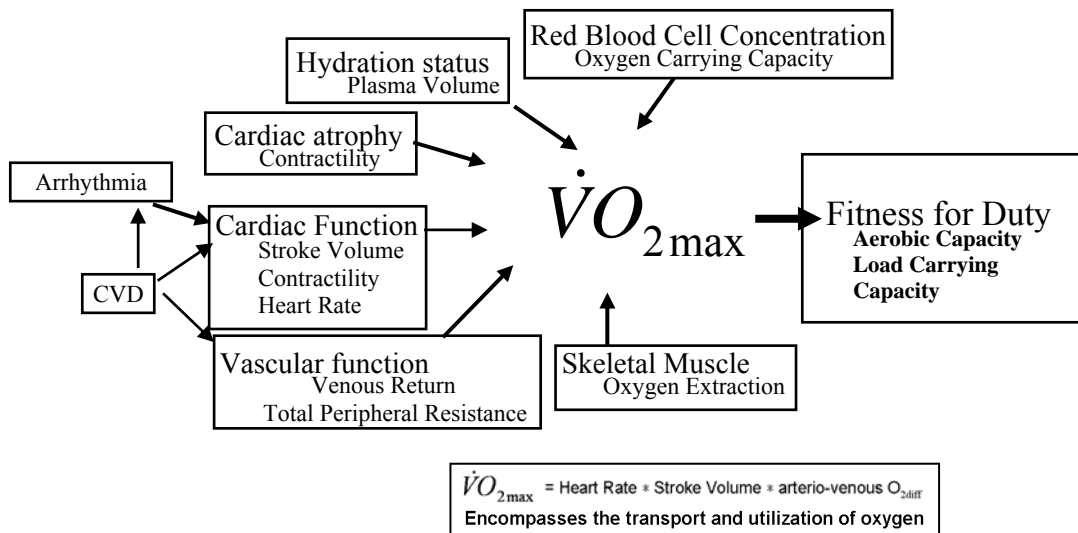 Red Blood Cell Concentration
Oxygen Carrying Capacity
Hydration status
Plasma Volume
Cardiac atrophy
Contractility
Arrhythmia
Cardiac Function
Stroke Volume
Contractility
Heart Rate
CVD
Vascular function
Venous Return
Total Peripheral Resistance
V̇O₂max
Skeletal Muscle
Oxygen Extraction
Fitness for Duty
Aerobic Capacity
Load Carrying
Capacity
V̇O₂max = Heart Rate * Stroke Volume * arterio-venous O₂diff
Encompasses the transport and utilization of oxygen